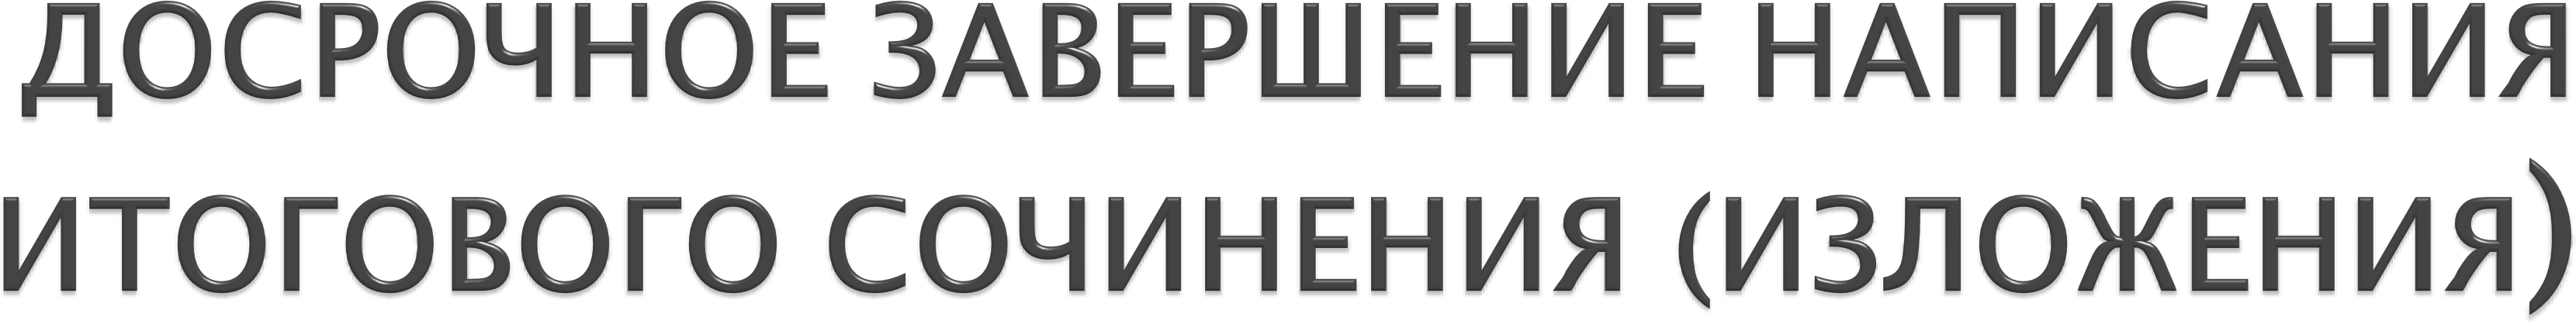 ДОСРОЧНОЕ ЗАВЕРШЕНИЕ НАПИСАНИЯ
ИТОГОВОГО СОЧИНЕНИЯ (ИЗЛОЖЕНИЯ)